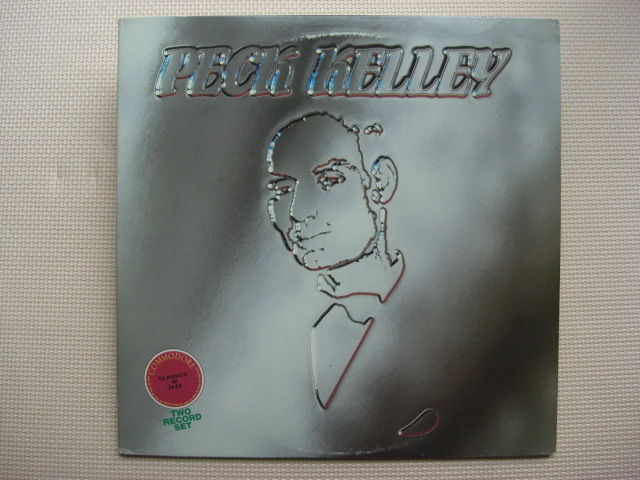 PECK KELLEY
COMMODORE
CLASSICS
IN
JAZZ
TWO
RECORD
SET